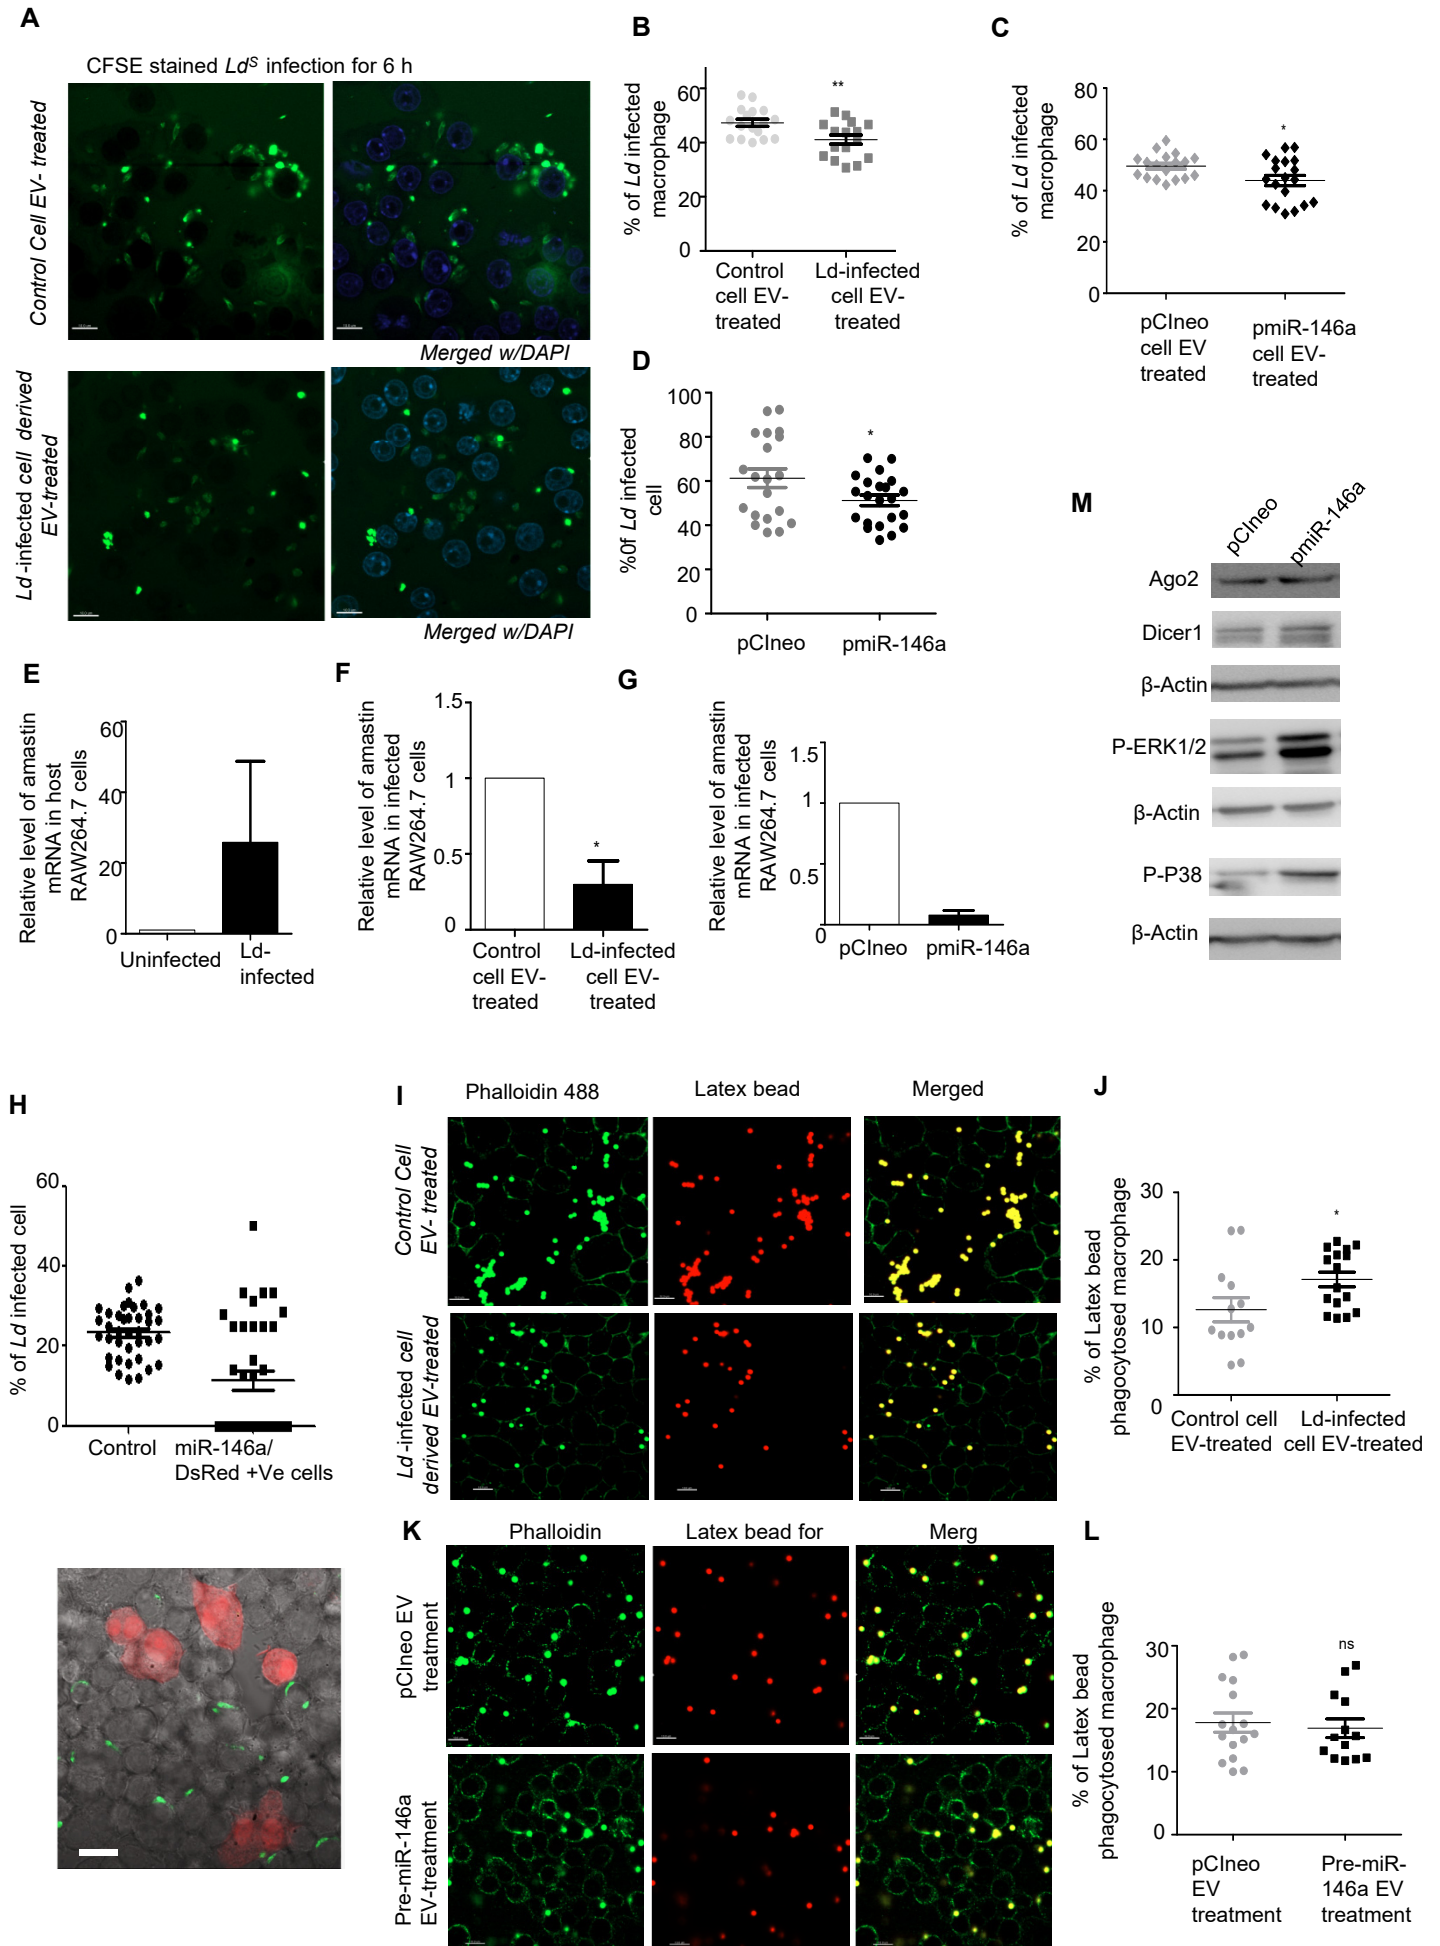 A
CFSE stained LdS infection for 6 h
Control Cell EV- treated
Merged w/DAPI
Ld-infected cell derived
EV-treated
Merged w/DAPI
B
% of Ld infected
macrophage
60
40
20
0
**
Control
cell EV-
treated
Ld-infected
cell EV-
treated
C
% of Ld infected
macrophage
80
60
40
20
0
*
pCIneo
cell EV
treated
pmiR-146a
cell EV-
treated
D
%0f Ld infected
cell
100
80
60
40
20
0
*
pCIneo
pmiR-146a
M
pCIneo
pmiR-146a
Ago2
Dicer1
β-Actin
P-ERK1/2
β-Actin
P-P38
β-Actin
E
Relative level of amastin
mRNA in host
RAW264.7 cells
60
40
20
0
Uninfected
Ld-
infected
F
Relative level of amastin
mRNA in infected
RAW264.7 cells
1.5
1
0.5
0
*
Control
cell EV-
treated
Ld-infected
cell EV-
treated
G
Relative level of amastin
mRNA in infected
RAW264.7 cells
1.5
1
0.5
0
pCIneo
pmiR-146a
H
% of Ld infected cell
60
40
20
0
Control
miR-146a/
DsRed +Ve cells
I
Phalloidin 488
Latex bead
Merged
Control Cell
EV- treated
Ld-infected cell
derived EV-treated
J
% of Latex bead
phagocytosed macrophage
30
20
10
0
*
Control cell
EV-treated
Ld-infected
cell EV-treated
K
Phalloidin
Latex bead for
Merg
pCIneo EV
treatment
Pre-miR-146a
EV-treatment
L
% of Latex bead
phagocytosed macrophage
30
20
10
0
ns
pCIneo
EV
treatment
Pre-miR-
146a EV
treatment